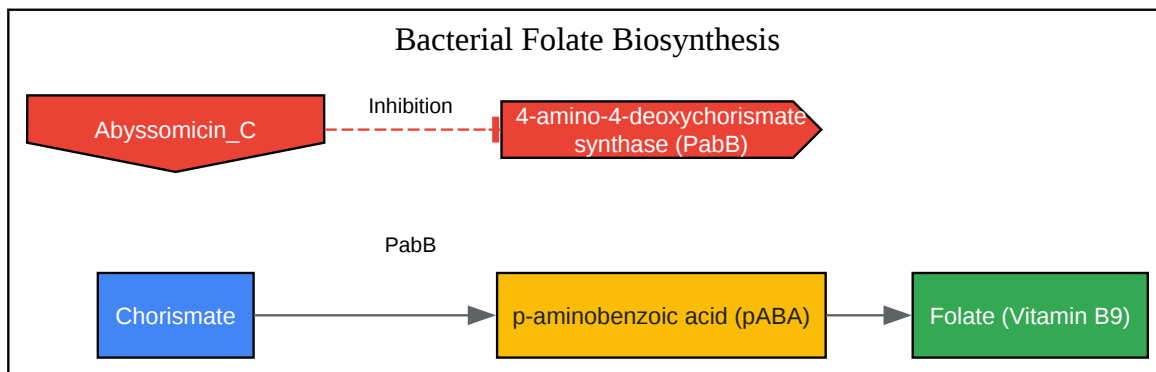 Bacterial Folate Biosynthesis
Abyssomicin_C
Inhibition
4-amino-4-deoxychorismate
synthase (PabB)
PabB
Chorismate
p-aminobenzoic acid (pABA)
Folate (Vitamin B9)